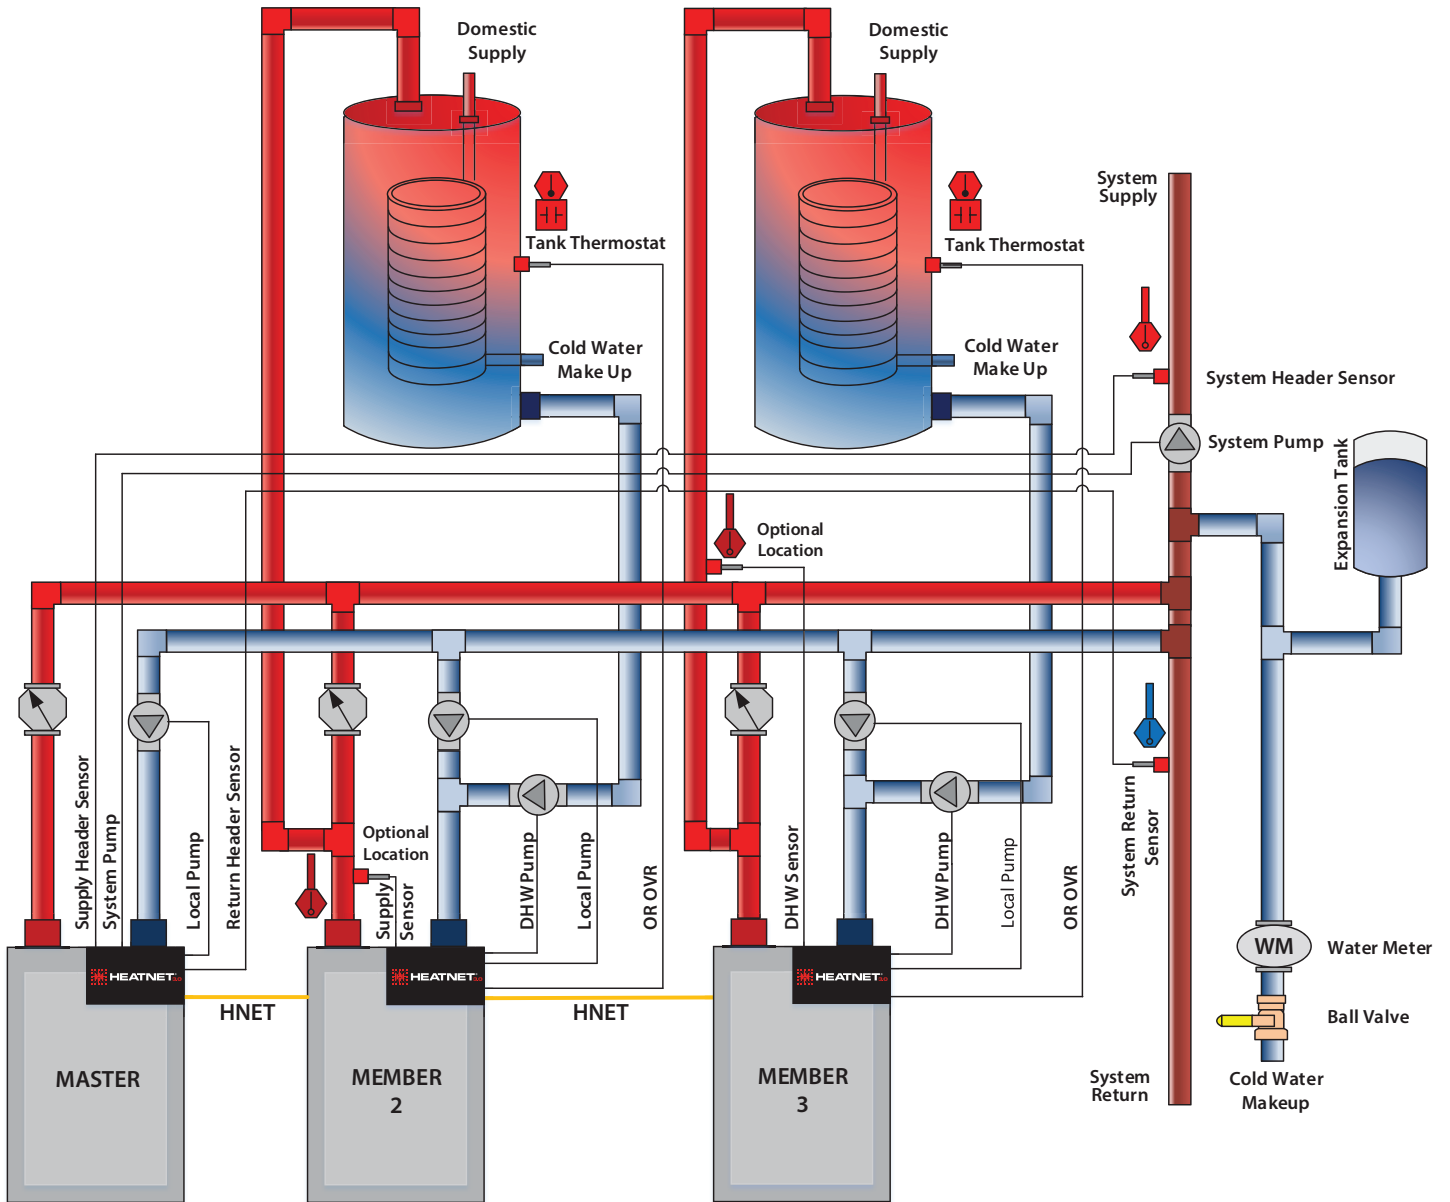 Domestic
Supply
Domestic
Supply
System
Supply
Tank Thermostat
Tank Thermostat
Cold Water
Make Up
Cold Water
Make Up
System Header Sensor
System Pump
Expansion Tank
Optional
Location
Optional
Location
Supply Header Sensor
System Pump
Local Pump
Return Header Sensor
Supply
Sensor
DHW Pump
Local Pump
OR OVR
DHW Sensor
DHW Pump
Local Pump
OR OVR
System Return
Sensor
HEATNET
HEATNET
HEATNET
HNET
HNET
WM
Water Meter
Ball Valve
MASTER
MEMBER
2
MEMBER
3
System
Return
Cold Water
Makeup